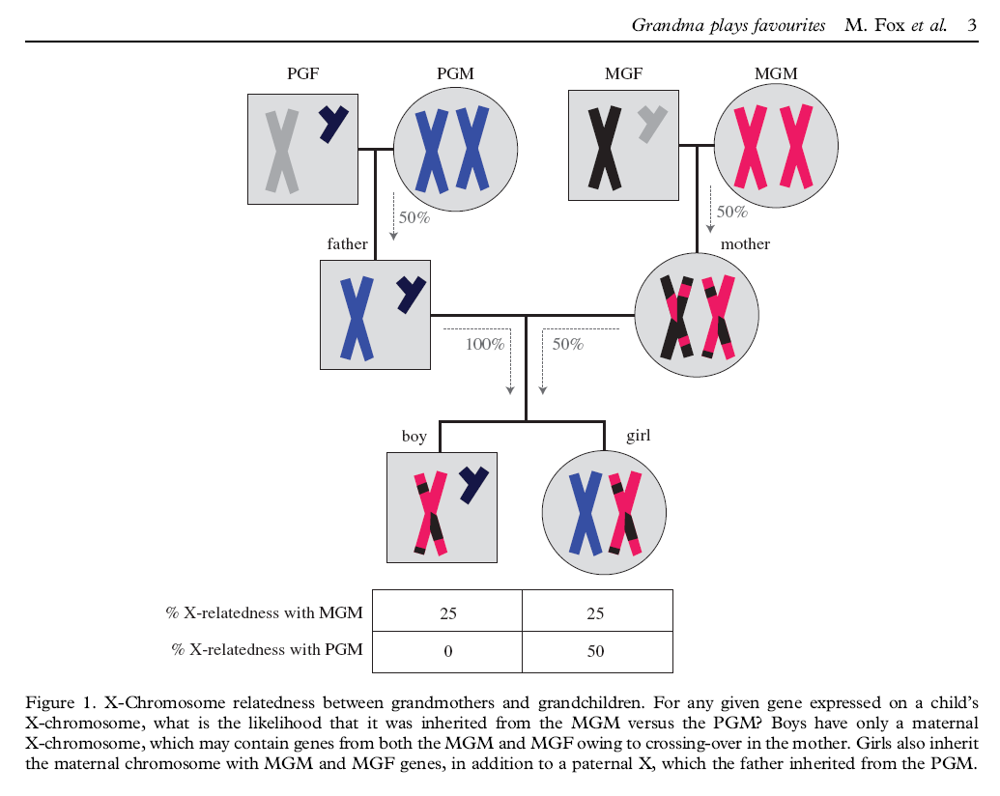 Grandma plays favourites M. Fox et al. 3
PGF PGM MGF MGM
50% 50%
father mother
100% 50%
boy girl
% X-relatedness with MGM 25 25
% X-relatedness with PGM 0 50
Figure 1. X-Chromosome relatedness between grandmothers and grandchildren. For any given gene expressed on a child's
X-chromosome, what is the likelihood that it was inherited from the MGM versus the PGM? Boys have only a maternal
X-chromosome, which may contain genes from both the MGM and MGF owing to crossing-over in the mother. Girls also inherit
the maternal chromosome with MGM and MGF genes, in addition to a paternal X, which the father inherited from the PGM.